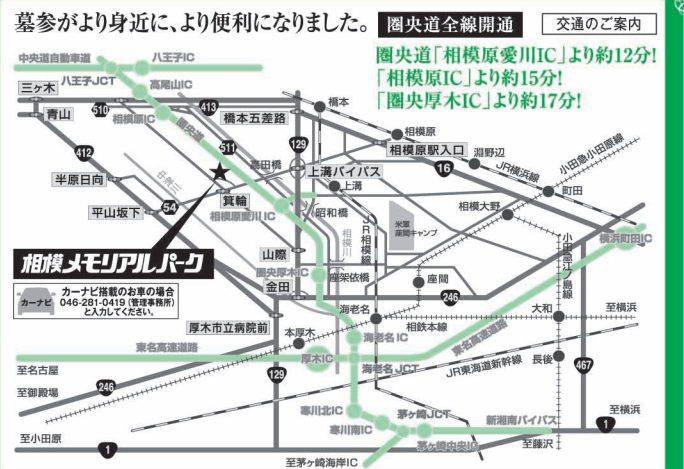 墓参がより身近に、より便利になりました。 圏央道全線開通 交通のご案内
圏央道「相模原愛川IC」より約12分!
「相模原IC」より約15分!
「圏央厚木IC」より約17分!
中央自動車道
八王子IC
八王子JCT
高尾山IC
三ヶ木
青山
510
413
相模原IC
圏央道
橋本五差路
橋本
相模原
511
129
412
高田橋
上溝バイパス
上溝
相模原駅入口
16
淵野辺
JR横浜線
小田急小田原線
町田
半原日向
54
平山坂下
箕輪
相模原愛川IC
昭和橋
相模川
JR相模線
米軍
座間キャンプ
相模大野
小田急江ノ島線
横浜町田IC
相模メモリアルパーク
山際
圏央厚木IC
座架依橋
座間
カーナビ
カーナビ搭載のお車の場合
046-281-0419(管理事務所)
と入力してください。
金田
246
厚木市立病院前
本厚木
海老名
相鉄本線
大和
至横浜
東名高速道路
厚木IC
海老名IC
海老名JCT
東名高速道路
JR東海道新幹線
長後
至名古屋
至御殿場
246
129
467
寒川北IC
寒川南IC
茅ヶ崎JCT
茅ヶ崎中央IC
新湘南バイパス
至横浜
1
至藤沢
至小田原
1
至茅ヶ崎海岸IC